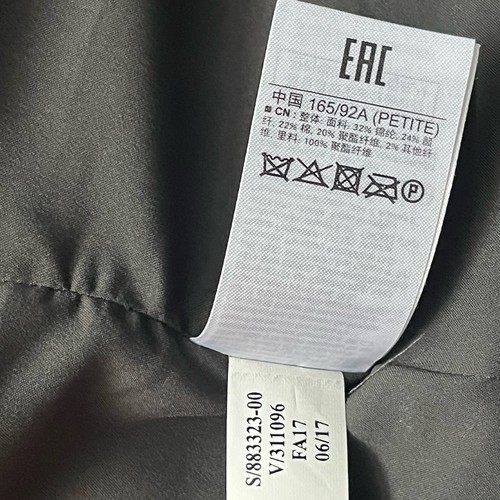 EAC
中国 165/92A (PETITE)
CN : 整体: 面料: 32% 锦纶, 24% 醋
纤, 22% 棉, 20% 聚酯纤维, 2% 其他纤
维. 里料: 100% 聚酯纤维.
P
S/883323-00
V/311096
FA17
06/17